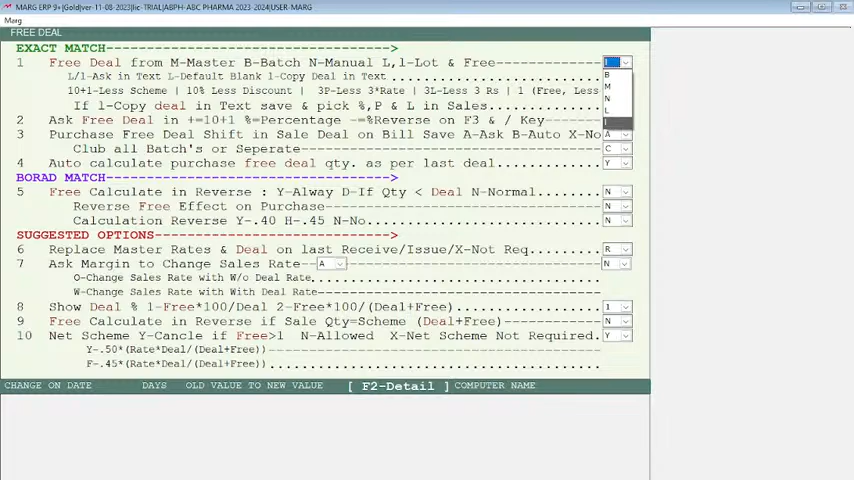 MARG ERP 9+|Gold|ver-11-08-2023|lic-TRIAL|ABPH-ABC PHARMA 2023-2024|USER-MARG
Marg
FREE DEAL
EXACT MATCH------------------------------------------>
1 Free Deal from M-Master B-Batch N-Manual L,l-Lot & Free-------------- l
L/l-Ask in Text L-Default Blank l-Copy Deal in Text
B
10+1-Less Scheme | 10% Less Discount | 3P-Less 3*Rate | 3L-Less 3 Rs | 1 (Free, Less
M
N
If l-Copy deal in Text save & pick %,P & L in Sales
L
2 Ask Free Deal in +=10+1 %=Percentage -=%Reverse on F3 & / Key
3 Purchase Free Deal Shift in Sale Deal on Bill Save A-Ask B-Auto X-No A
Club all Batch's or Seperate C
4 Auto calculate purchase free deal qty. as per last deal Y
BORAD MATCH------------------------------------------>
5 Free Calculate in Reverse : Y-Alway D-If Qty < Deal N-Normal N
Reverse Free Effect on Purchase N
Calculation Reverse Y-.40 H-.45 N-No N
SUGGESTED OPTIONS------------------------------------>
6 Replace Master Rates & Deal on last Receive/Issue/X-Not Req R
7 Ask Margin to Change Sales Rate-- A N
O-Change Sales Rate with W/o Deal Rate
W-Change Sales Rate with With Deal Rate
8 Show Deal % 1-Free*100/Deal 2-Free*100/(Deal+Free) 1
9 Free Calculate in Reverse if Sale Qty=Scheme (Deal+Free) N
10 Net Scheme Y-Cancle if Free>1 N-Allowed X-Net Scheme Not Required. Y
Y-.50*(Rate*Deal/(Deal+Free))
F-.45*(Rate*Deal/(Deal+Free))
CHANGE ON DATE DAYS OLD VALUE TO NEW VALUE [ F2-Detail ] COMPUTER NAME